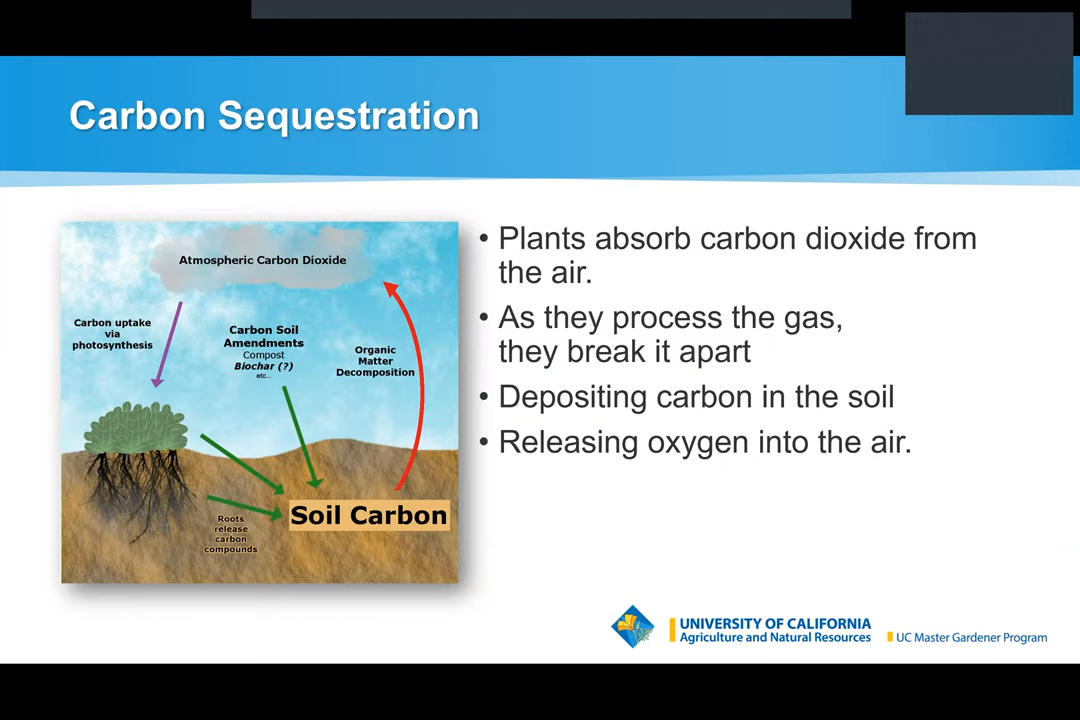 Carbon Sequestration
Atmospheric Carbon Dioxide
Carbon uptake
via
photosynthesis
Carbon Soil
Amendments
Compost
Biochar (?)
etc..
Organic
Matter
Decomposition
Roots
release
carbon
compounds
Soil Carbon
• Plants absorb carbon dioxide from
the air.
• As they process the gas,
they break it apart
• Depositing carbon in the soil
• Releasing oxygen into the air.
UNIVERSITY OF CALIFORNIA
Agriculture and Natural Resources
UC Master Gardener Program